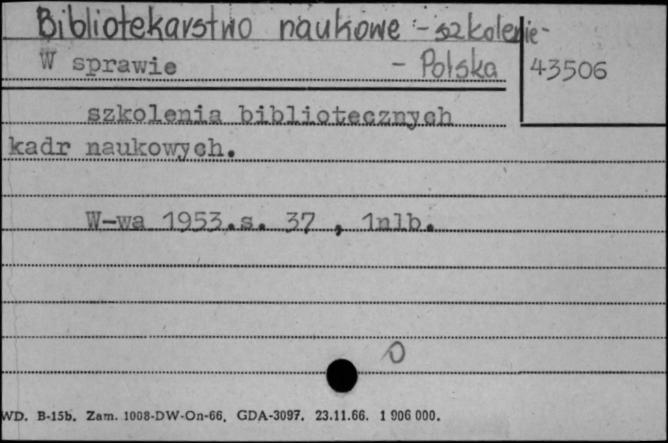 Bibliotekarstwo naukowe - szkolenie -
W sprawie - Polska 43506
szkolenia bibliotecznych
kadr naukowych.
W-wa 1953.s. 37 , 1nlb.
0
WD. B-15b. Zam. 1008-DW-On-66. GDA-3097. 23.11.66. 1 906 000.